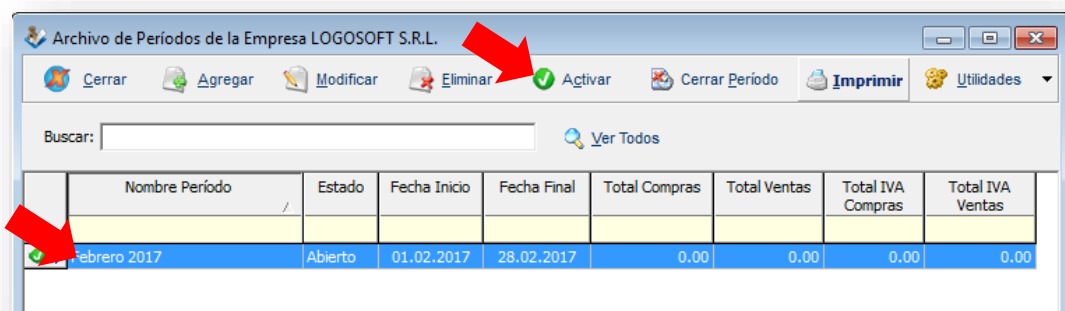 Archivo de Períodos de la Empresa LOGOSOFT S.R.L.
Cerrar Agregar Modificar Eliminar Activar Cerrar Período Imprimir Utilidades
Buscar: Ver Todos
Nombre Período Estado Fecha Inicio Fecha Final Total Compras Total Ventas Total IVA Compras Total IVA Ventas
Febrero 2017 Abierto 01.02.2017 28.02.2017 0.00 0.00 0.00 0.00